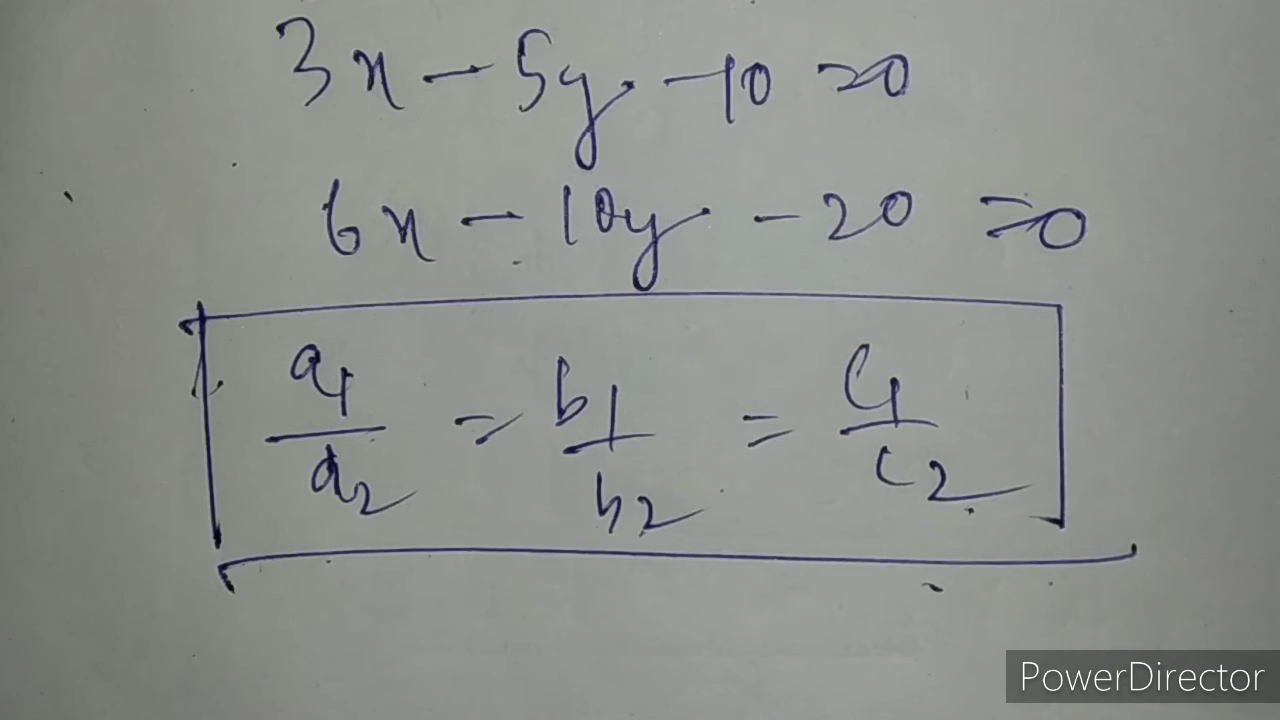 3x - 5y - 10 = 0
6x - 10y - 20 = 0
a1/a2 = b1/b2 = c1/c2
PowerDirector